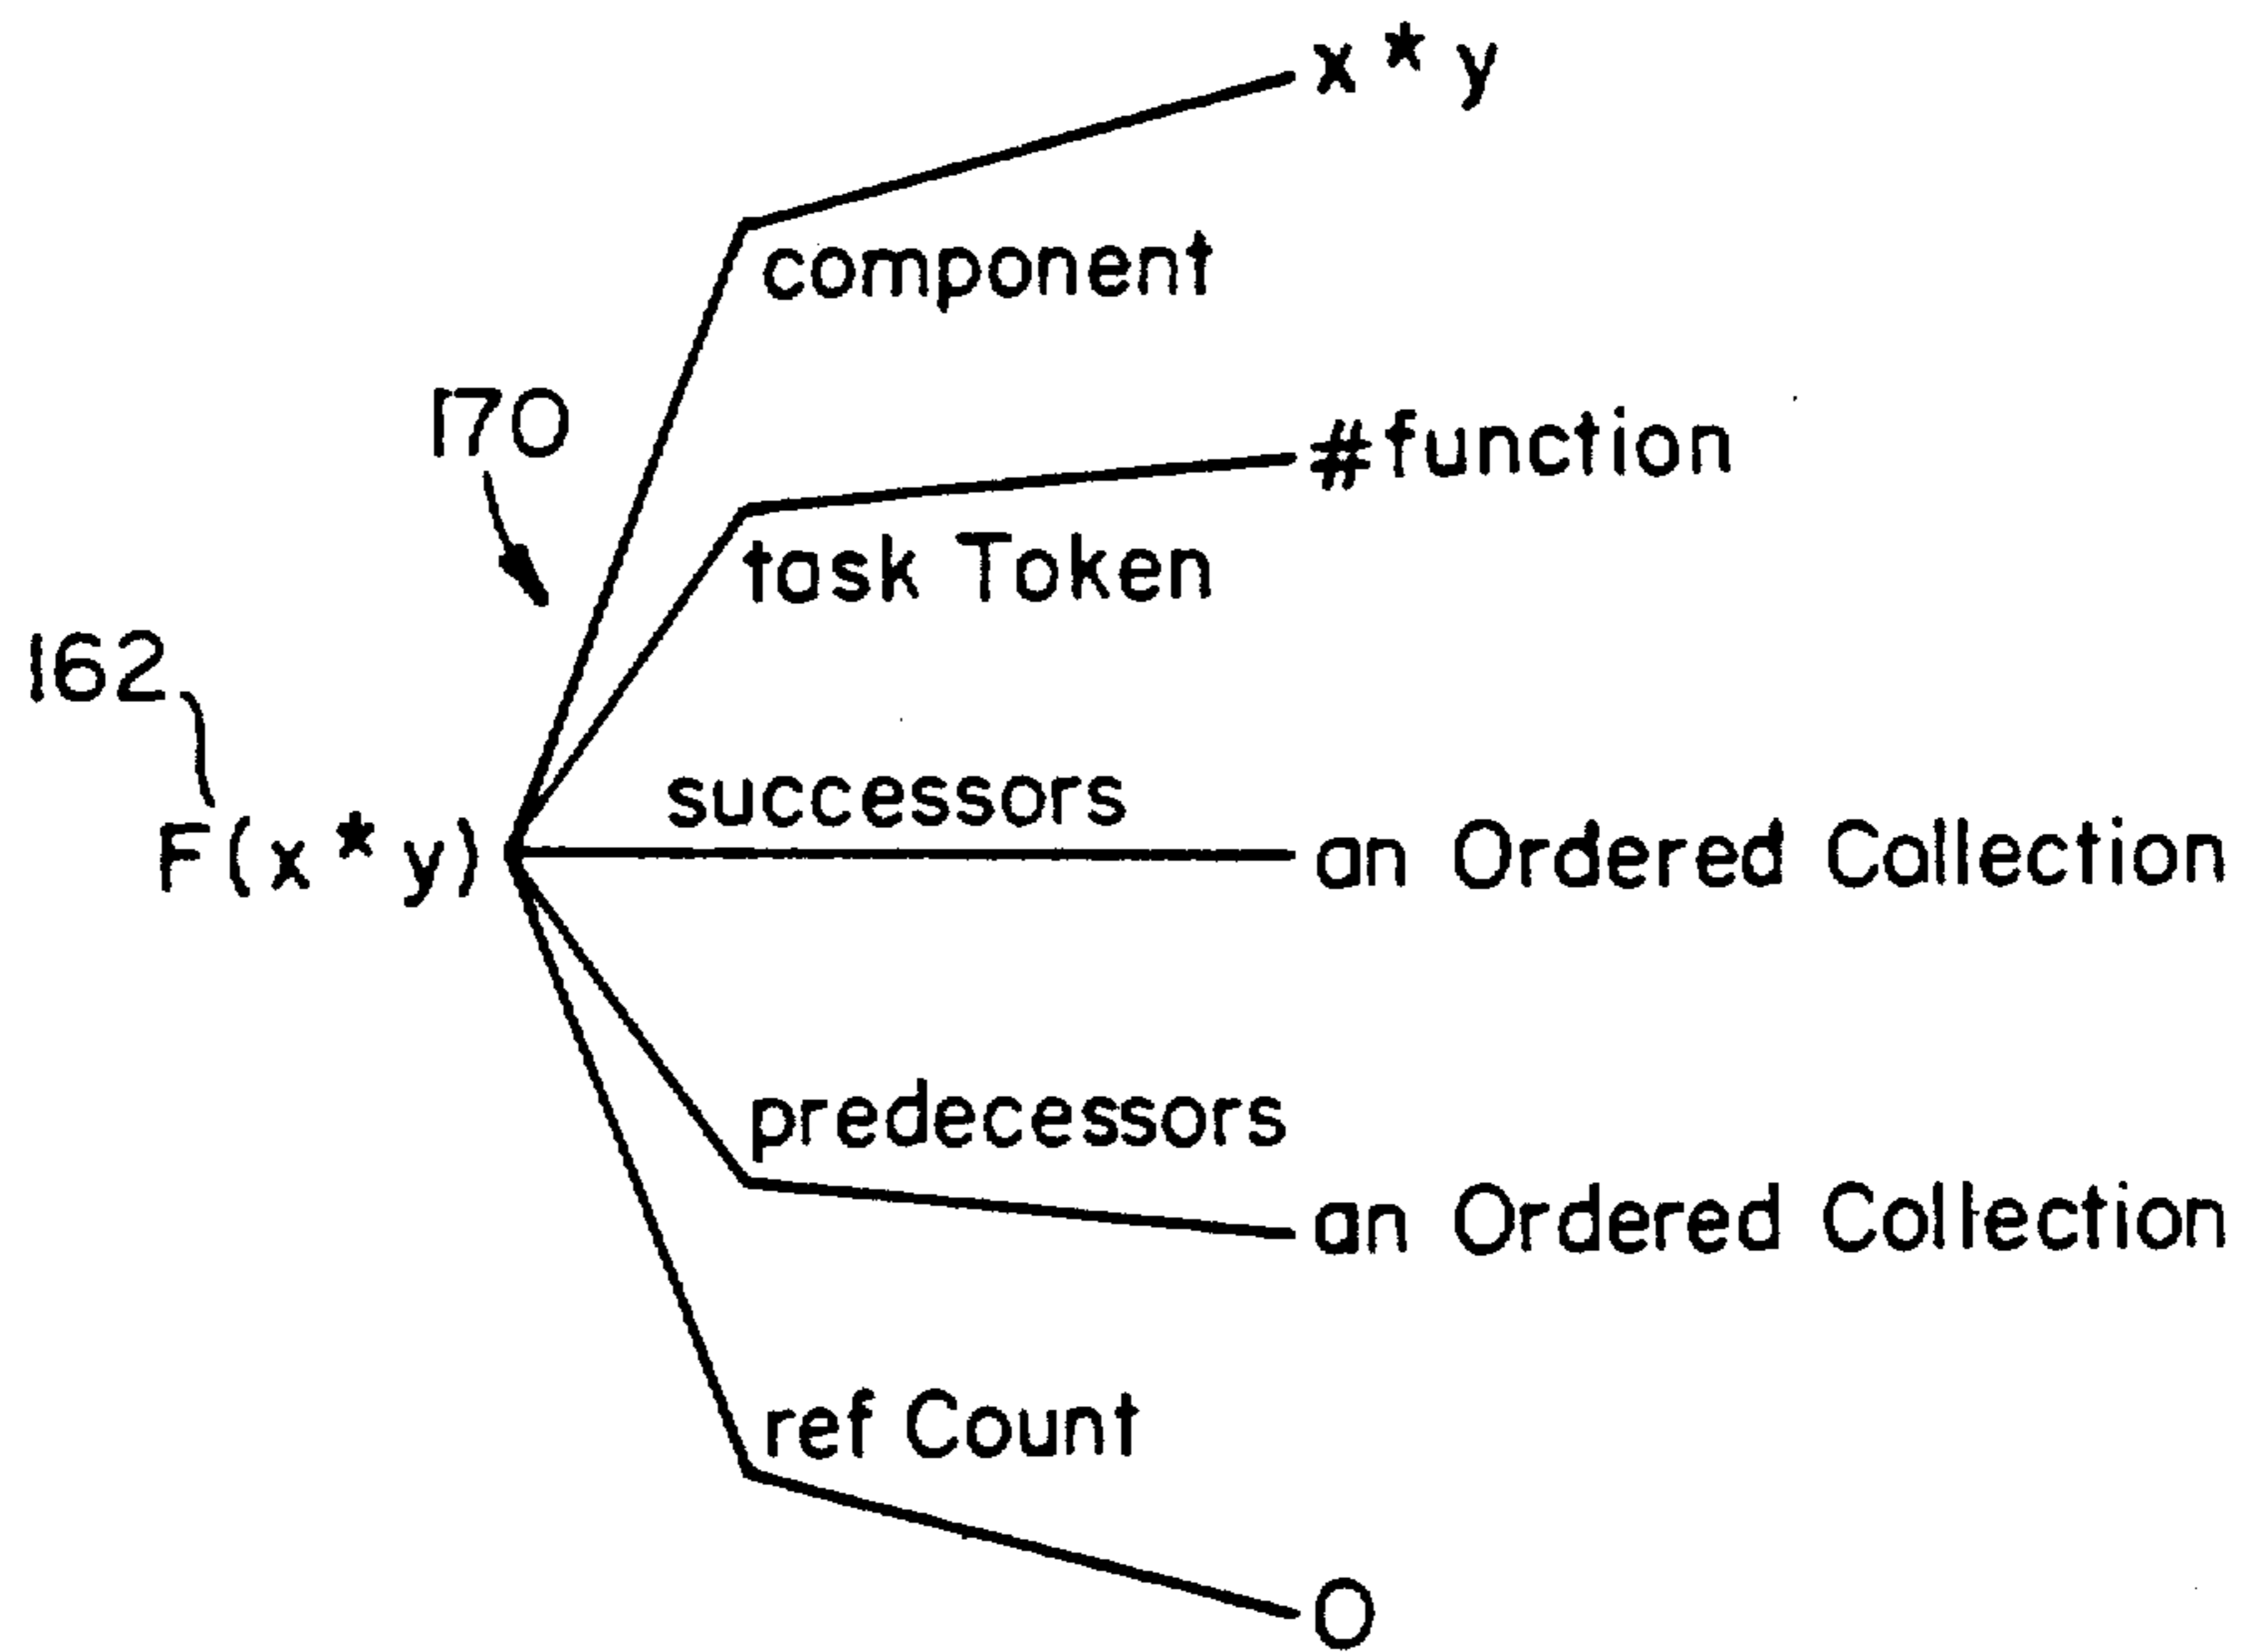 x * y
component
170
#function
task Token
162
successors
F(x * y)
an Ordered Collection
predecessors
an Ordered Collection
ref Count
0